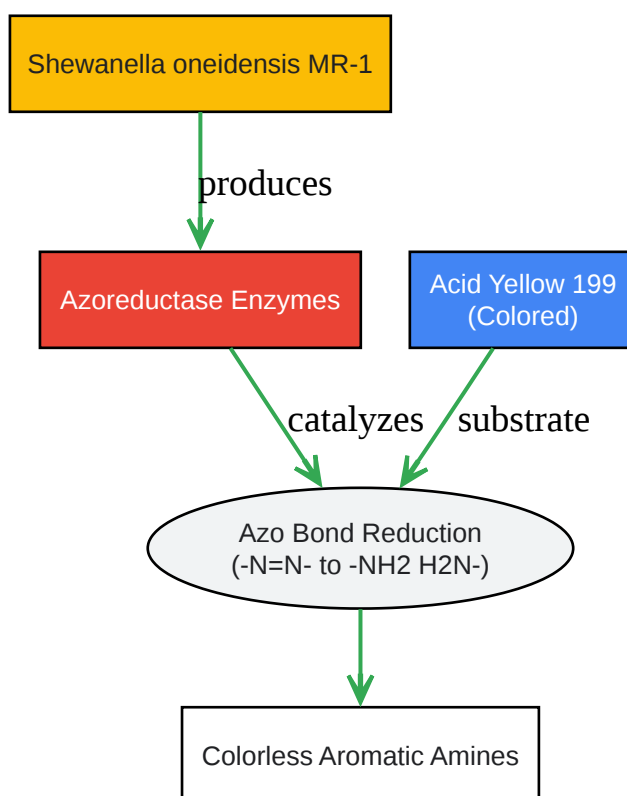 Shewanella oneidensis MR-1
produces
Azoreductase Enzymes
Acid Yellow 199
(Colored)
catalyzes
substrate
Azo Bond Reduction
(-N=N- to -NH2 H2N-)
Colorless Aromatic Amines